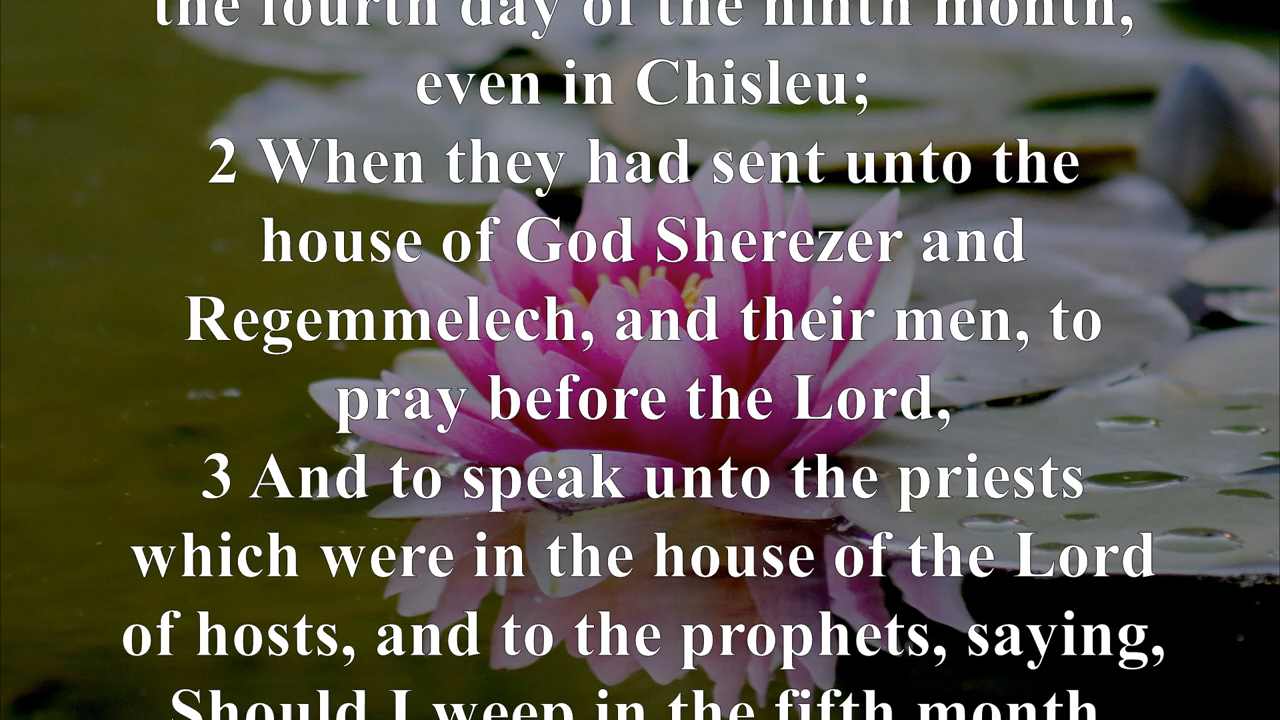 the fourth day of the ninth month,
even in Chisleu;
2 When they had sent unto the
house of God Sherezer and
Regemmelech, and their men, to
pray before the Lord,
3 And to speak unto the priests
which were in the house of the Lord
of hosts, and to the prophets, saying,
Should I weep in the fifth month,